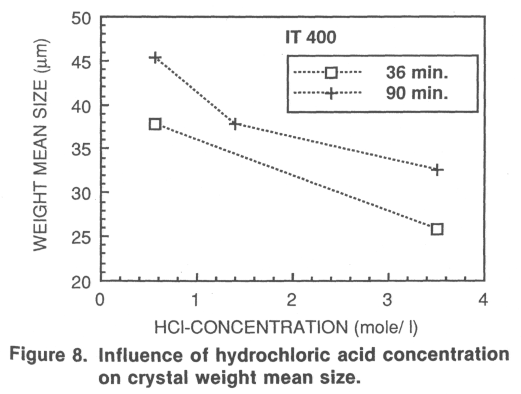 IT 400
36 min.
90 min.
WEIGHT MEAN SIZE (μm)
50
45
40
35
30
25
20
0
1
2
3
4
HCl-CONCENTRATION (mole/ l)
Figure 8. Influence of hydrochloric acid concentration
on crystal weight mean size.